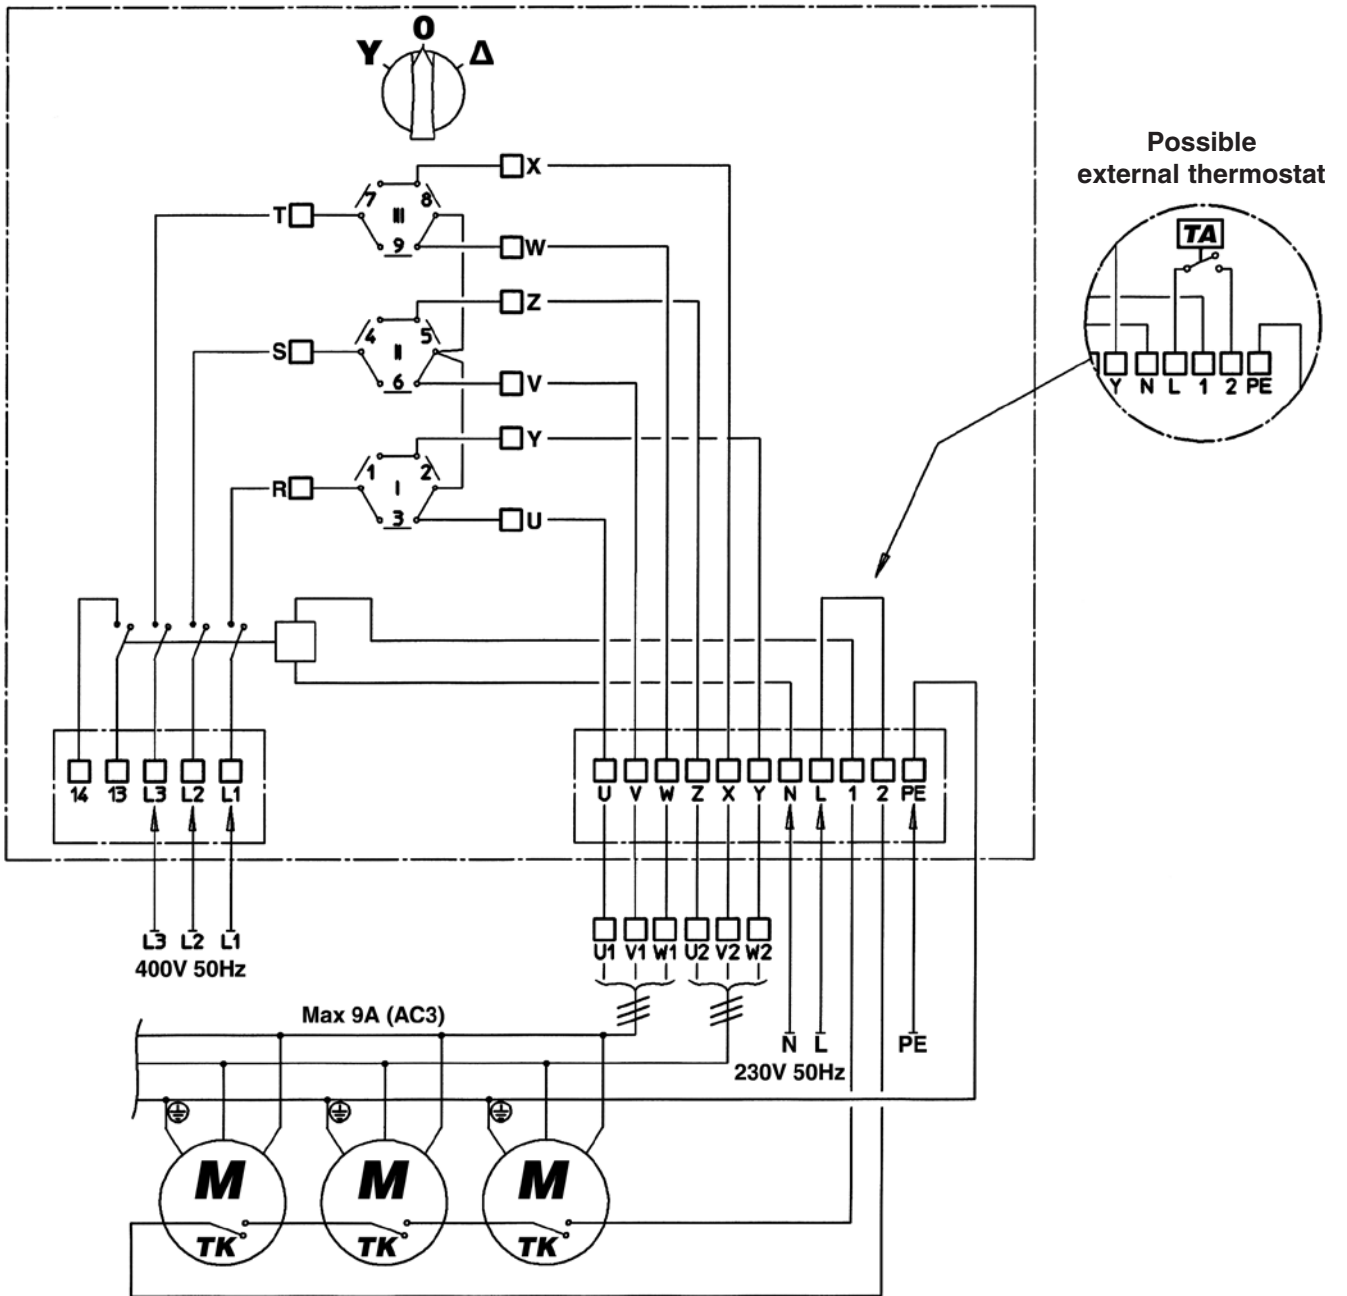 O
Y Δ
Possible
external thermostat
TA
Y N L 1 2 PE
X
7 8
T III
9 W
Z
4 5
S II
6 V
Y
1 2
R I
3 U
14 13 L3 L2 L1
U V W Z X Y N L 1 2 PE
L3 L2 L1
400V 50Hz
U1 V1 W1 U2 V2 W2
Max 9A (AC3)
N L PE
230V 50Hz
M M M
TK TK TK